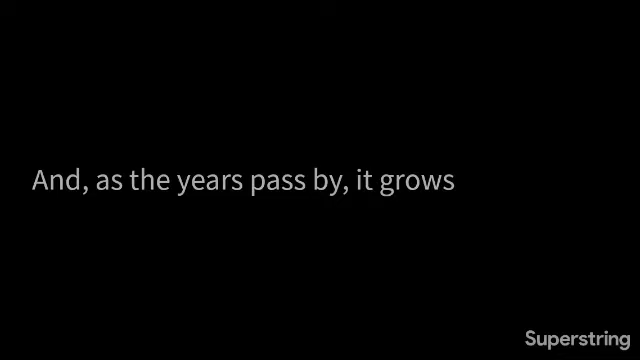 And, as the years pass by, it grows
Superstring